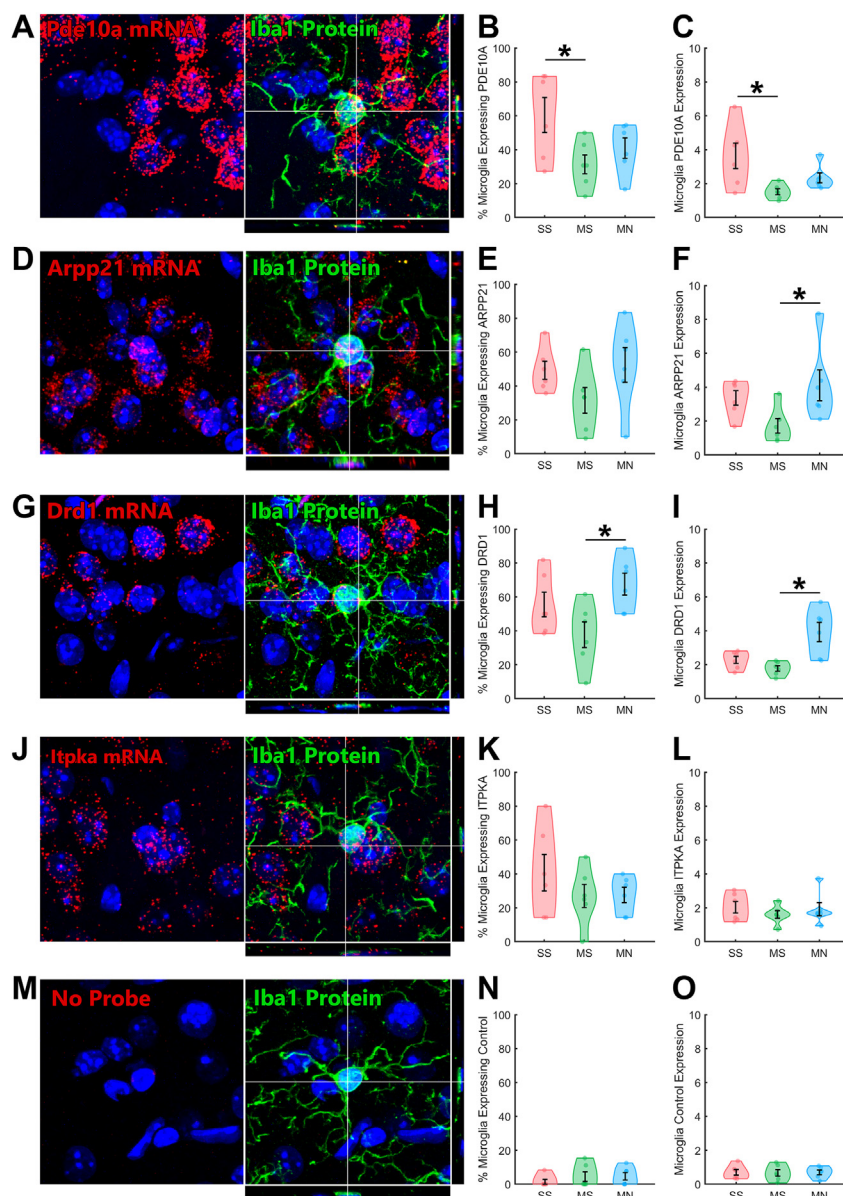 A
Pde10a mRNA
Iba1 Protein
B
% Microglia Expressing PDE10A
100
80
60
40
20
0
*
SS MS MN
C
Microglia PDE10A Expression
10
8
6
4
2
0
*
SS MS MN
D
Arpp21 mRNA
Iba1 Protein
E
% Microglia Expressing ARPP21
100
80
60
40
20
0
SS MS MN
F
Microglia ARPP21 Expression
10
8
6
4
2
0
*
SS MS MN
G
Drd1 mRNA
Iba1 Protein
H
% Microglia Expressing DRD1
100
80
60
40
20
0
*
SS MS MN
I
Microglia DRD1 Expression
10
8
6
4
2
0
*
SS MS MN
J
Itpka mRNA
Iba1 Protein
K
% Microglia Expressing ITPKA
100
80
60
40
20
0
SS MS MN
L
Microglia ITPKA Expression
10
8
6
4
2
0
SS MS MN
M
No Probe
Iba1 Protein
N
% Microglia Expressing Control
100
80
60
40
20
0
SS MS MN
O
Microglia Control Expression
10
8
6
4
2
0
SS MS MN